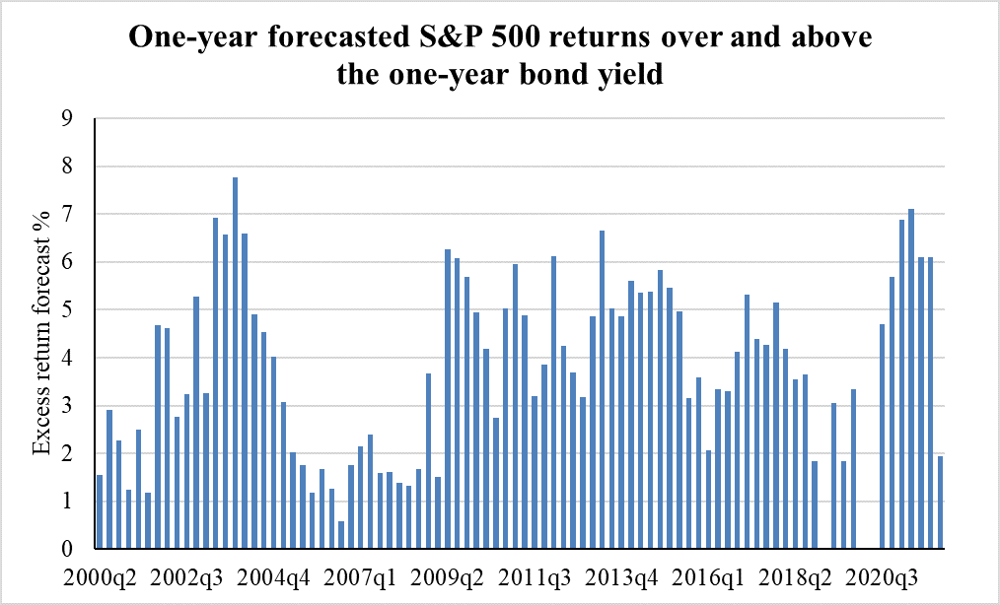 One-year forecasted S&P 500 returns over and above
the one-year bond yield
Excess return forecast %
9
8
7
6
5
4
3
2
1
0
2000q2 2002q3 2004q4 2007q1 2009q2 2011q3 2013q4 2016q1 2018q2 2020q3